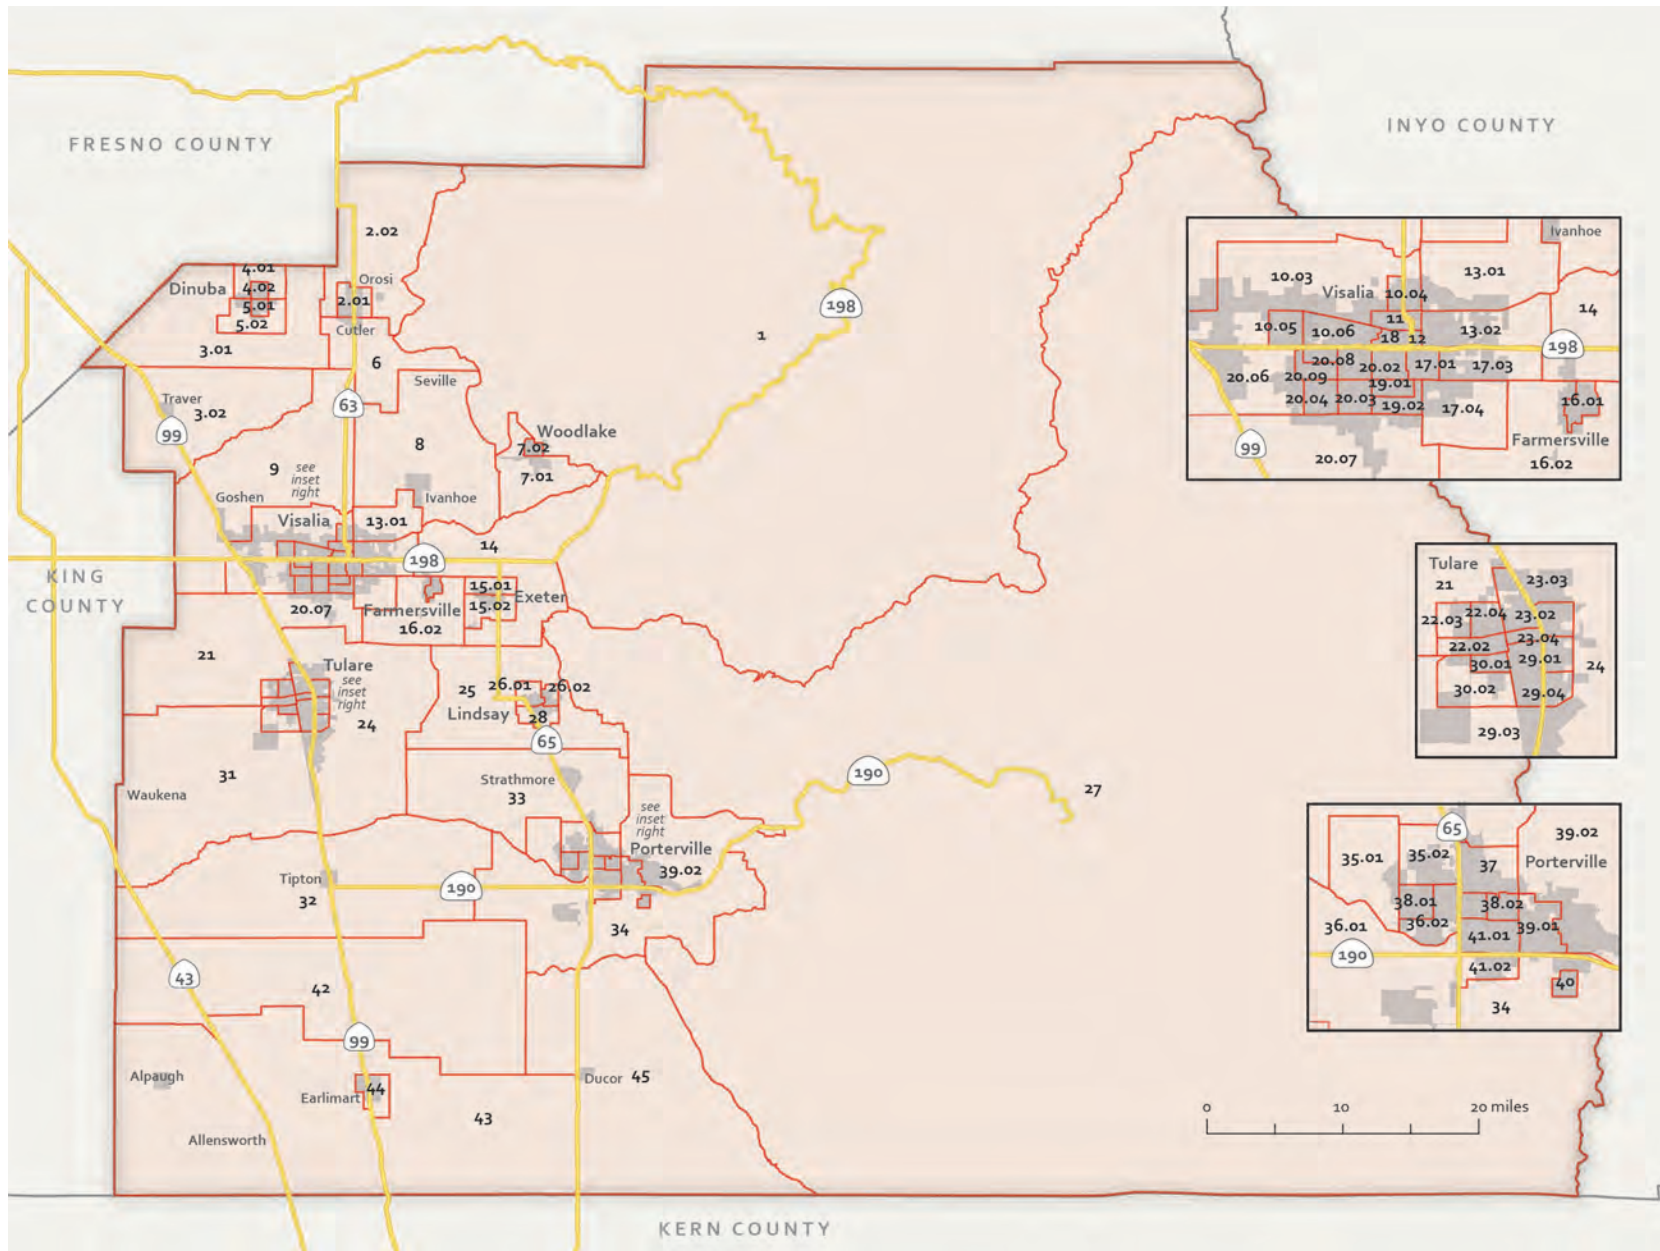 FRESNO COUNTY
INYO COUNTY
2.02
4.01
Dinuba
4.02
Orosi
5.01
2.01
5.02
Cutler
3.01
6
Seville
198
1
Traver
3.02
63
99
8
Woodlake
7.02
7.01
9
see
inset
right
Goshen
Ivanhoe
Visalia
13.01
14
198
KING
COUNTY
15.01
Exeter
15.02
20.07
Farmersville
16.02
21
Tulare
see
inset
right
24
25
26.01
26.02
Lindsay
28
65
31
Waukena
Strathmore
33
190
27
see
inset
right
Porterville
39.02
Tipton
190
32
34
43
42
99
Alpaugh
44
Earlimart
Ducor
45
43
Allensworth
KERN COUNTY
Ivanhoe
10.03
13.01
Visalia
10.04
14
11
10.05
10.06
18
12
13.02
198
20.08
20.02
17.01
17.03
20.06
20.09
19.01
20.04
20.03
19.02
17.04
16.01
99
Farmersville
20.07
16.02
Tulare
21
23.03
22.03
22.04
23.02
23.04
22.02
30.01
29.01
24
30.02
29.04
29.03
65
39.02
35.01
35.02
37
Porterville
38.01
38.02
36.01
36.02
41.01
39.01
190
41.02
40
34
0
10
20 miles